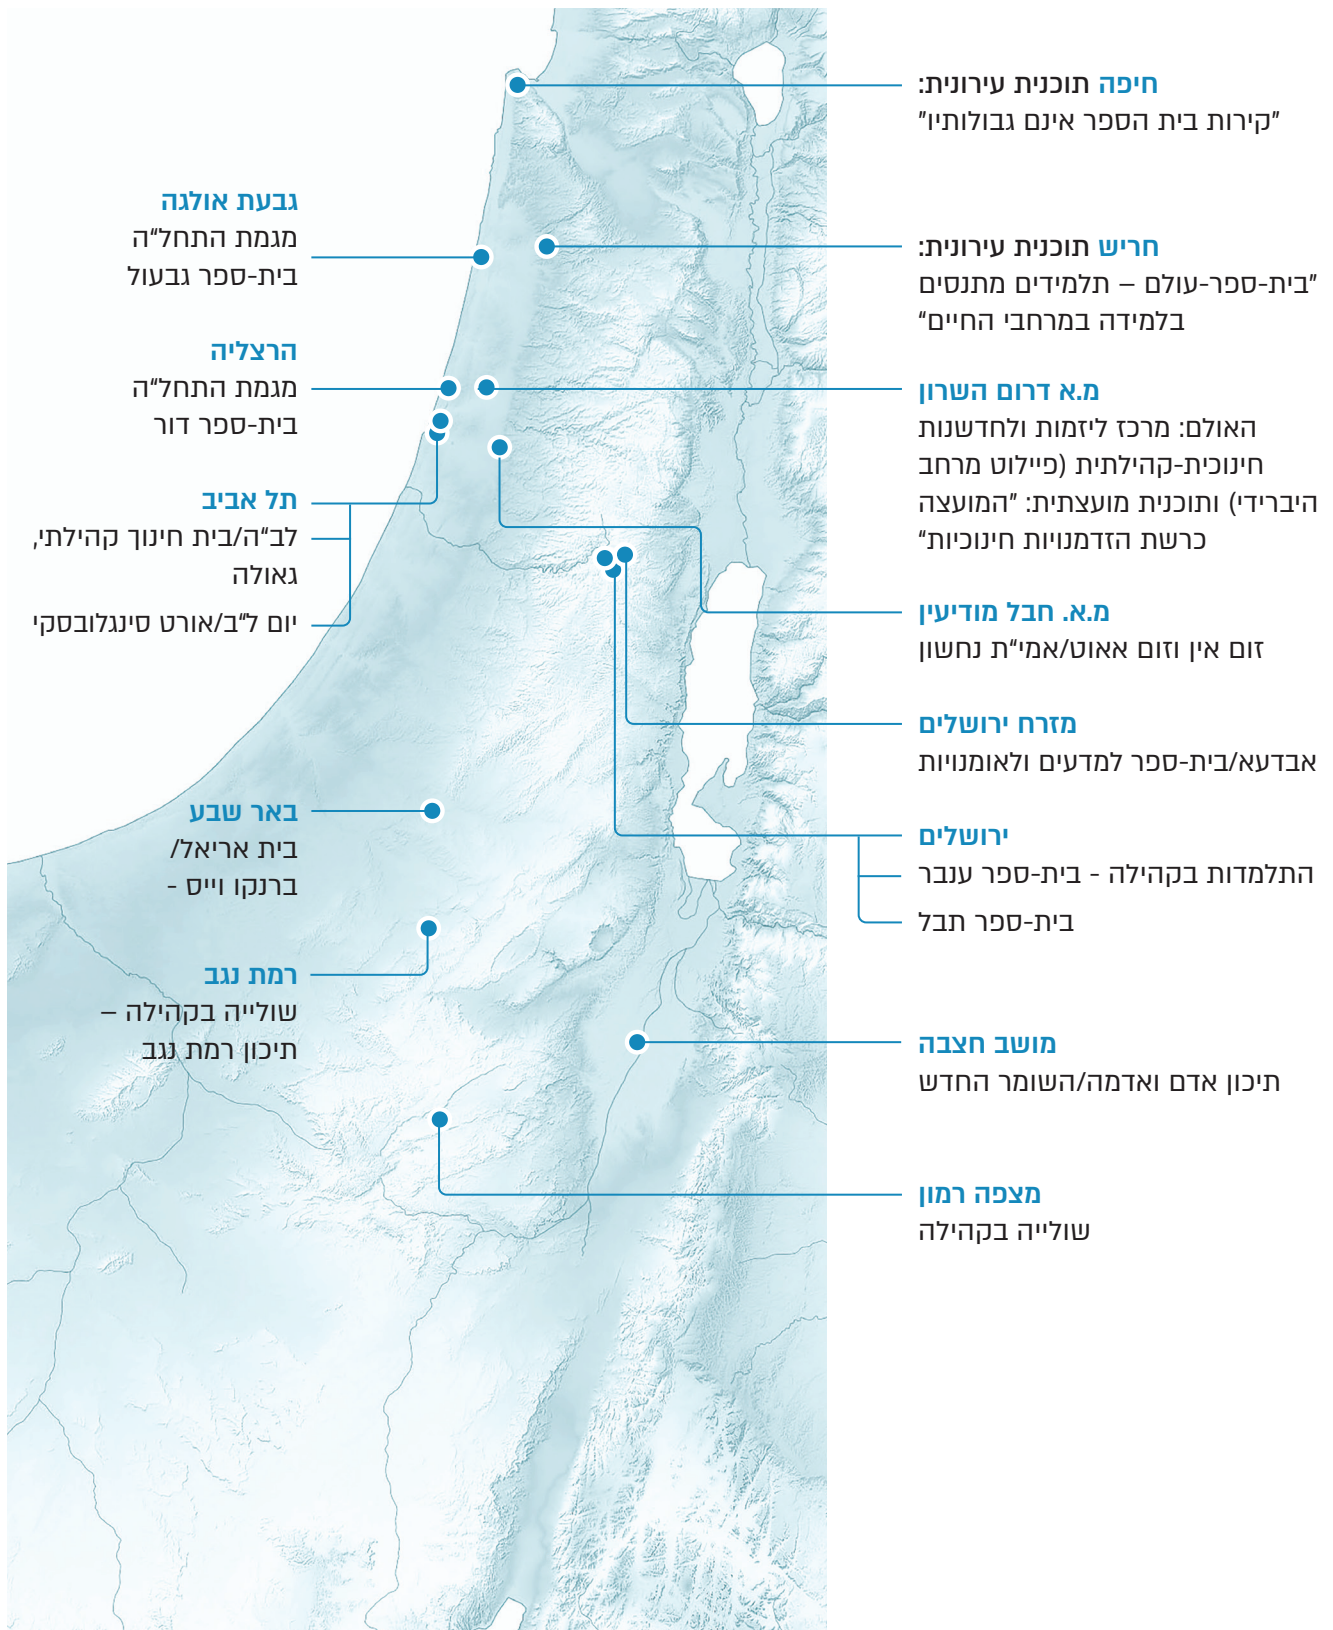 חיפה תוכנית עירונית:
"קירות בית הספר אינם גבולותיו"
חריש תוכנית עירונית:
"בית-ספר-עולם – תלמידים מתנסים
בלמידה במרחבי החיים"
מ.א דרום השרון
האולם: מרכז ליזמות ולחדשנות
חינוכית-קהילתית (פיילוט מרחב
היברידי) ותוכנית מועצתית: "המועצה
כרשת הזדמנויות חינוכיות"
מ.א. חבל מודיעין
זום אין וזום אאוט/אמי"ת נחשון
מזרח ירושלים
אבדעא/בית-ספר למדעים ולאומנויות
ירושלים
התלמדות בקהילה - בית-ספר ענבר
בית-ספר תבל
מושב חצבה
תיכון אדם ואדמה/השומר החדש
מצפה רמון
שולייה בקהילה
גבעת אולגה
מגמת התחל"ה
בית-ספר גבעול
הרצליה
מגמת התחל"ה
בית-ספר דור
תל אביב
לב"ה/בית חינוך קהילתי,
גאולה
יום ל"ב/אורט סינגלובסקי
באר שבע
בית אריאל/
ברנקו וייס -
רמת נגב
שולייה בקהילה –
תיכון רמת נגב